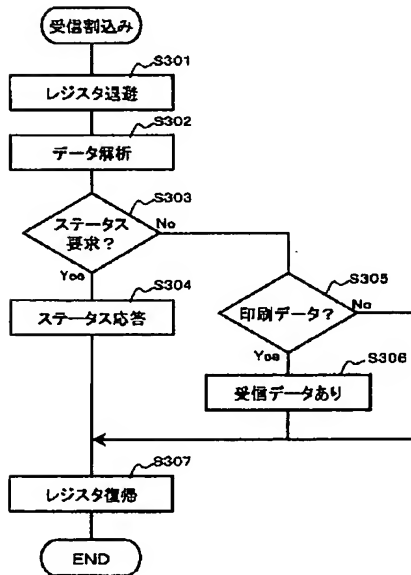 受信割込み
S301
レジスタ退避
S302
データ解析
S303
ステータス
要求？
No
Yes
S304
ステータス応答
S305
印刷データ？
No
Yes
S306
受信データあり
S307
レジスタ復帰
END